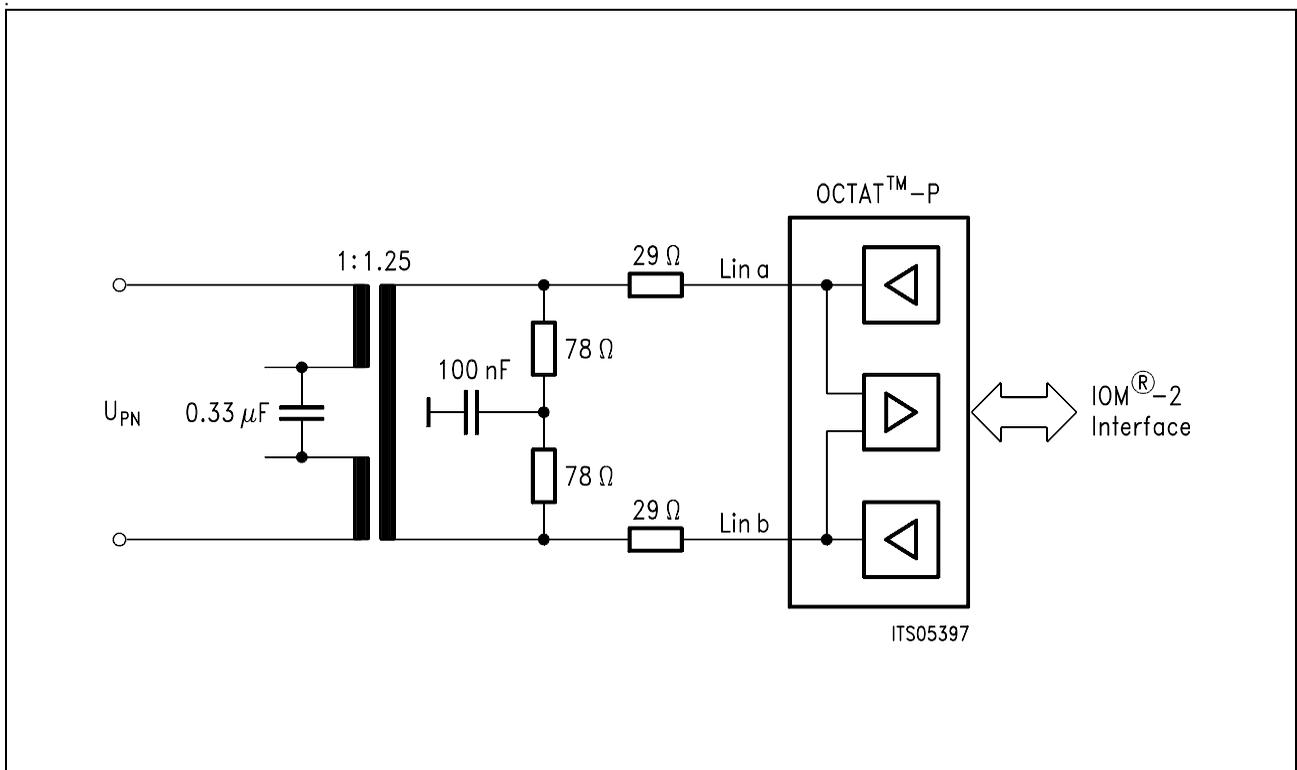 OCTAT™-P
1:1.25
29 Ω
Lin a
78 Ω
100 nF
0.33 µF
U_PN
IOM®-2
Interface
78 Ω
29 Ω
Lin b
ITS05397